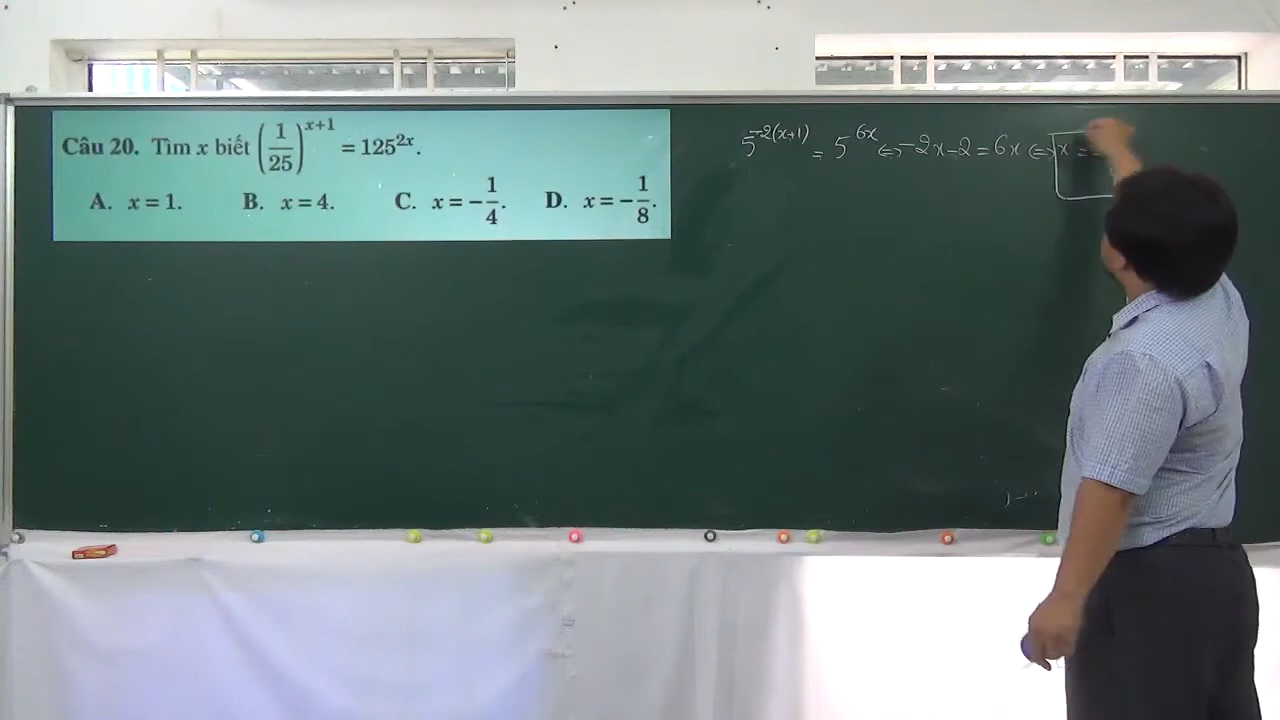 Câu 20. Tìm x biết (1/25)^(x+1) = 125^(2x).
A. x = 1. B. x = 4. C. x = -1/4. D. x = -1/8.
5^(-2(x+1)) = 5^(6x) ⇔ -2x-2 = 6x ⇔ x =